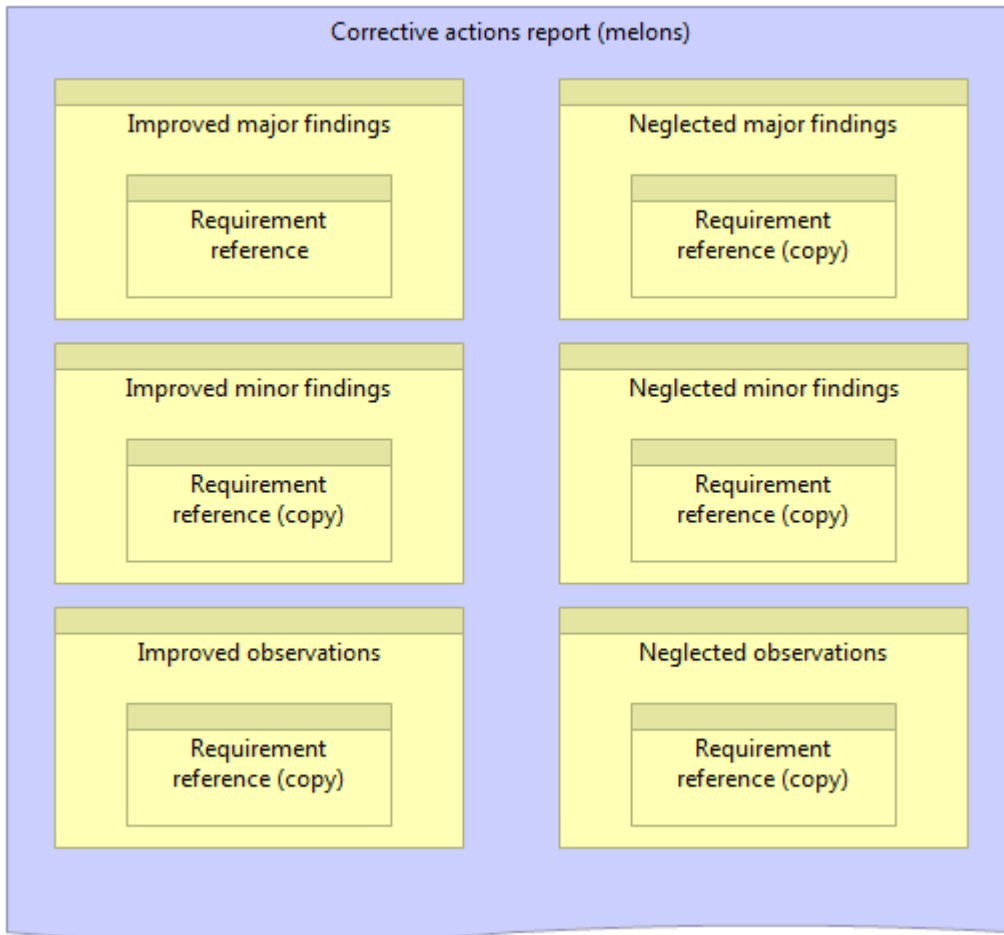 Corrective actions report (melons)
Improved major findings
Requirement
reference
Neglected major findings
Requirement
reference (copy)
Improved minor findings
Requirement
reference (copy)
Neglected minor findings
Requirement
reference (copy)
Improved observations
Requirement
reference (copy)
Neglected observations
Requirement
reference (copy)